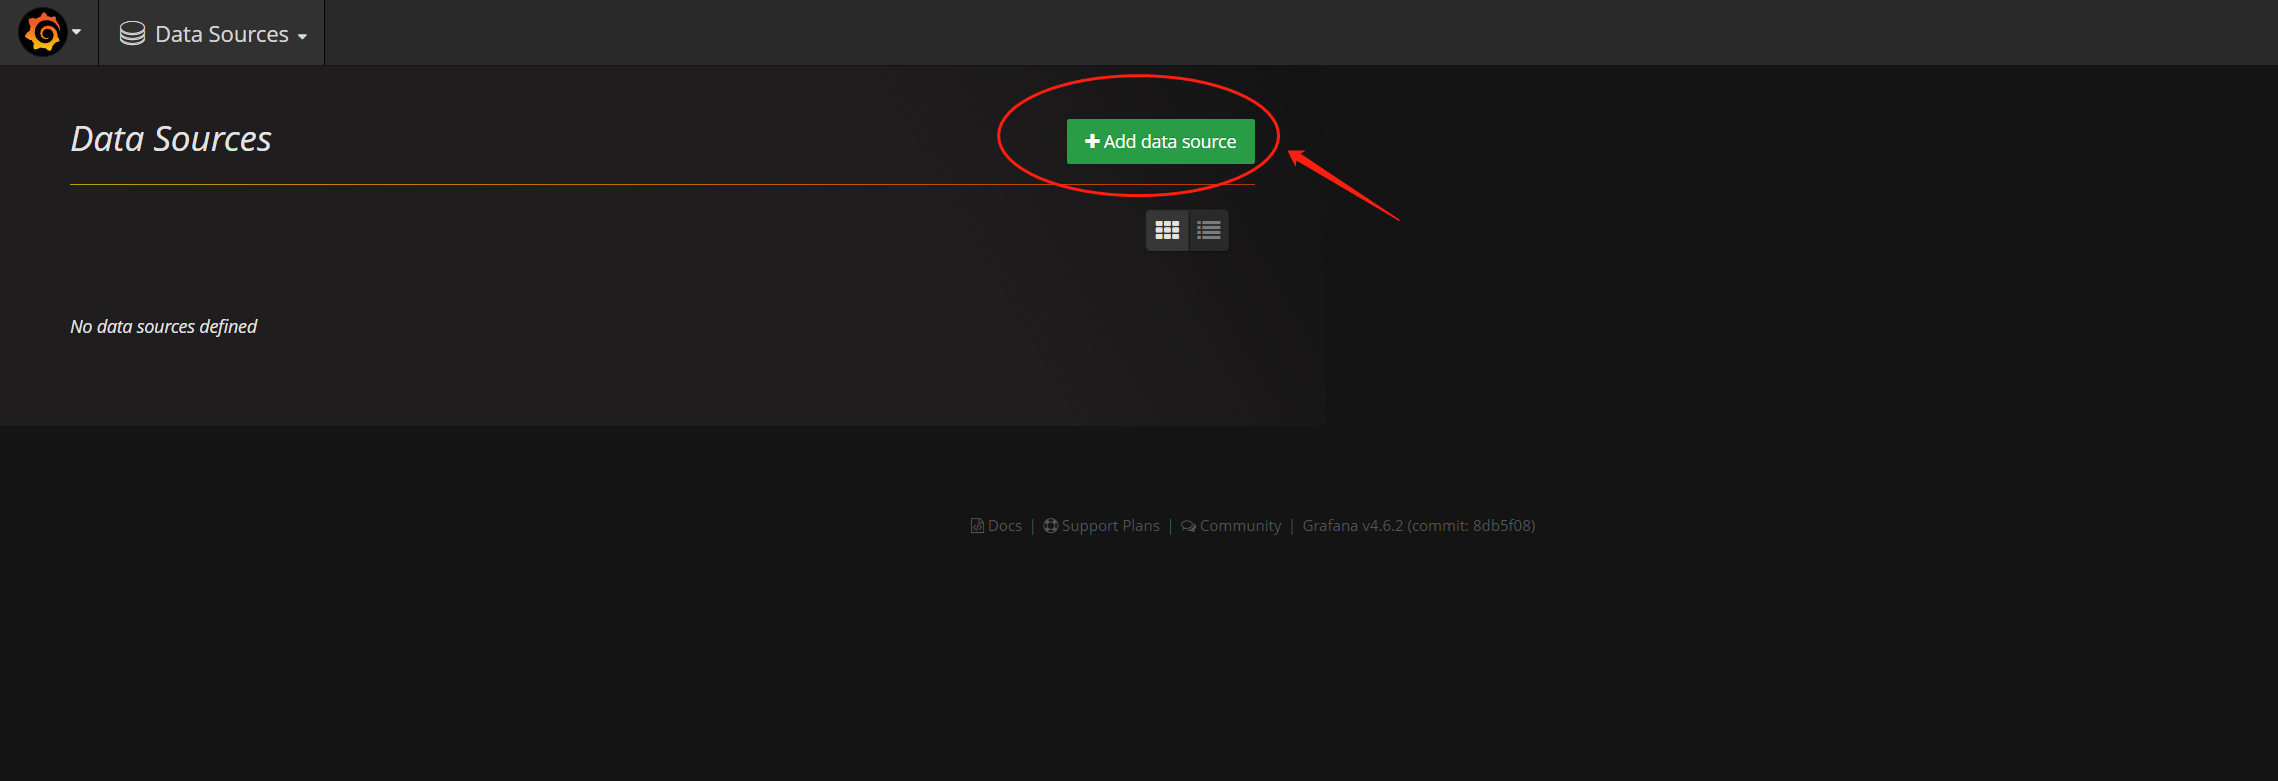 Data Sources
Data Sources
Add data source
No data sources defined
Docs | Support Plans | Community | Grafana v4.6.2 (commit: 8db5f08)